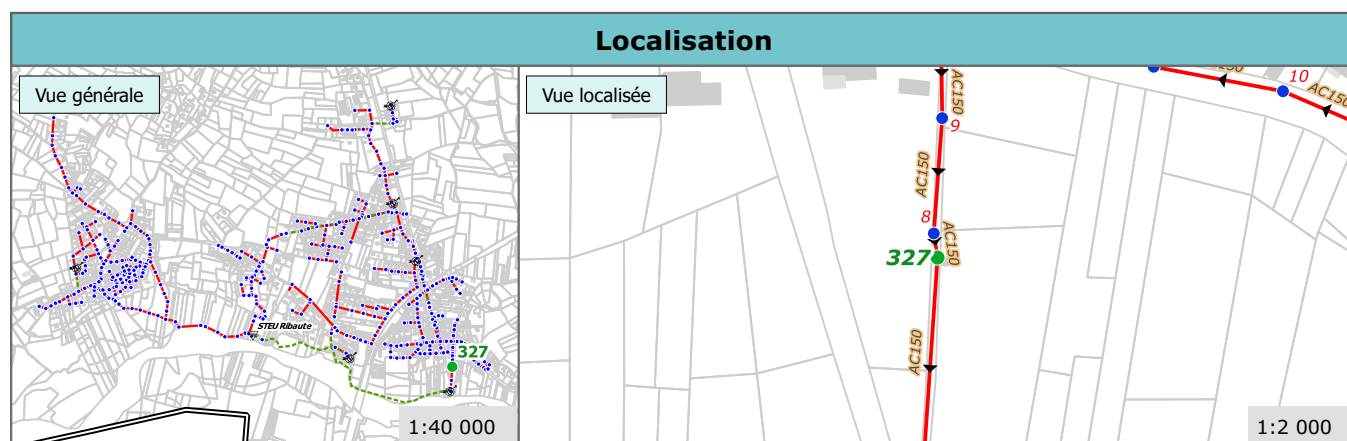 Localisation
Vue générale
STEU Ribaute
327
1:40 000
Vue localisée
AC150
9
10
AC150
AC150
8
AC150
327
AC150
1:2 000